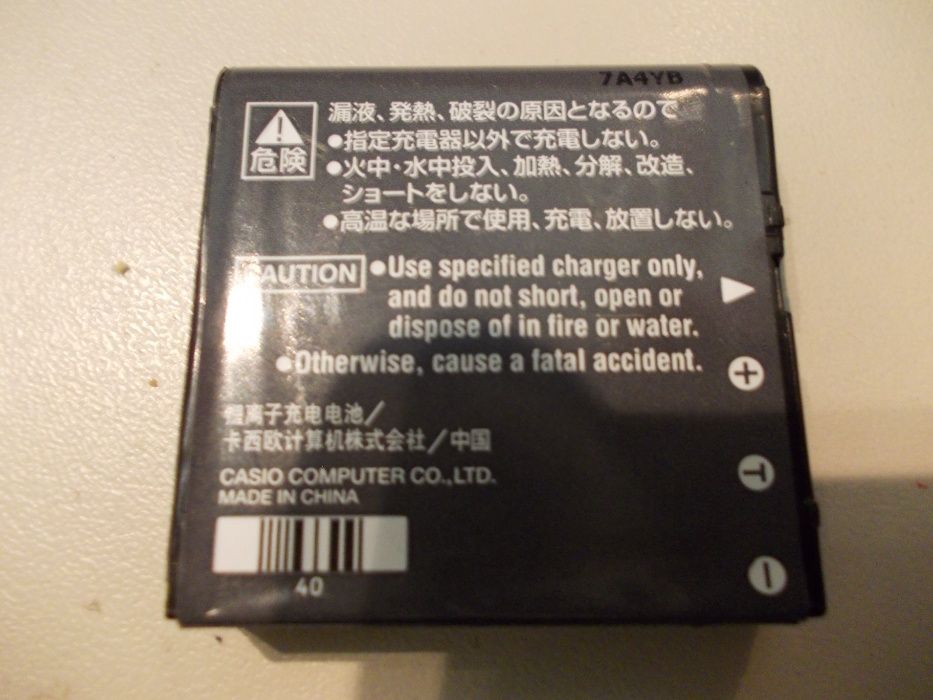 7A4YB
危険
漏液、発熱、破裂の原因となるので
●指定充電器以外で充電しない。
●火中・水中投入、加熱、分解、改造、
ショートをしない。
●高温な場所で使用、充電、放置しない。
CAUTION
●Use specified charger only,
and do not short, open or
dispose of in fire or water.
●Otherwise, cause a fatal accident.
锂离子充电电池/
卡西欧计算机株式会社/中国
CASIO COMPUTER CO.,LTD.
MADE IN CHINA
40
+
T
-